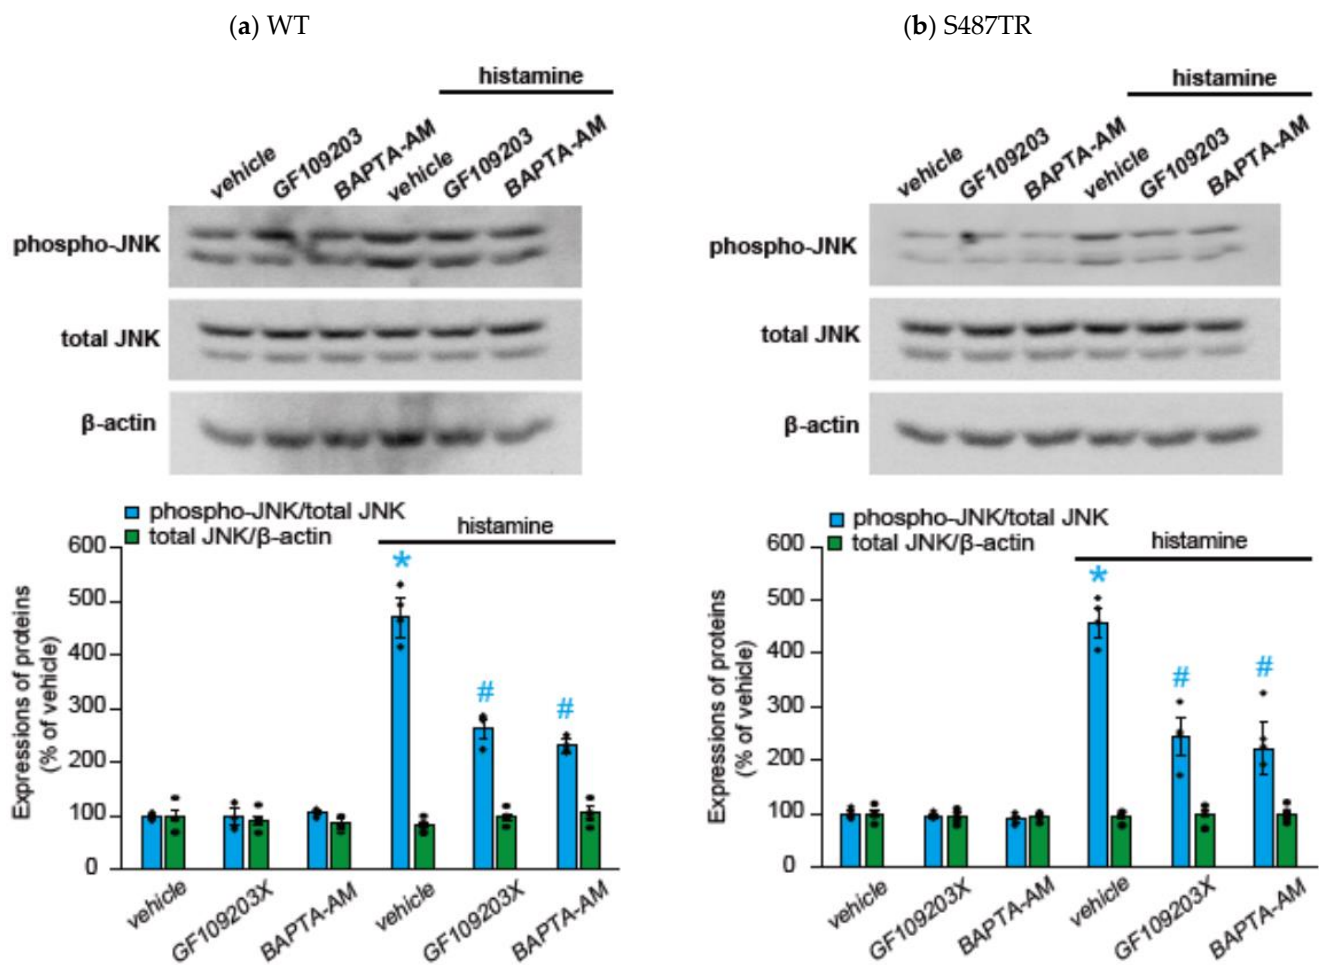 (a) WT
histamine
vehicle
GF109203
BAPTA-AM
vehicle
GF109203
BAPTA-AM
phospho-JNK
total JNK
β-actin
phospho-JNK/total JNK
total JNK/β-actin
histamine
600
500
400
300
200
100
0
Expressions of proteins
(% of vehicle)
*
#
#
vehicle
GF109203X
BAPTA-AM
vehicle
GF109203X
BAPTA-AM
(b) S487TR
histamine
vehicle
GF109203
BAPTA-AM
vehicle
GF109203
BAPTA-AM
phospho-JNK
total JNK
β-actin
phospho-JNK/total JNK
total JNK/β-actin
histamine
600
500
400
300
200
100
0
Expressions of proteins
(% of vehicle)
*
#
#
vehicle
GF109203X
BAPTA-AM
vehicle
GF109203X
BAPTA-AM